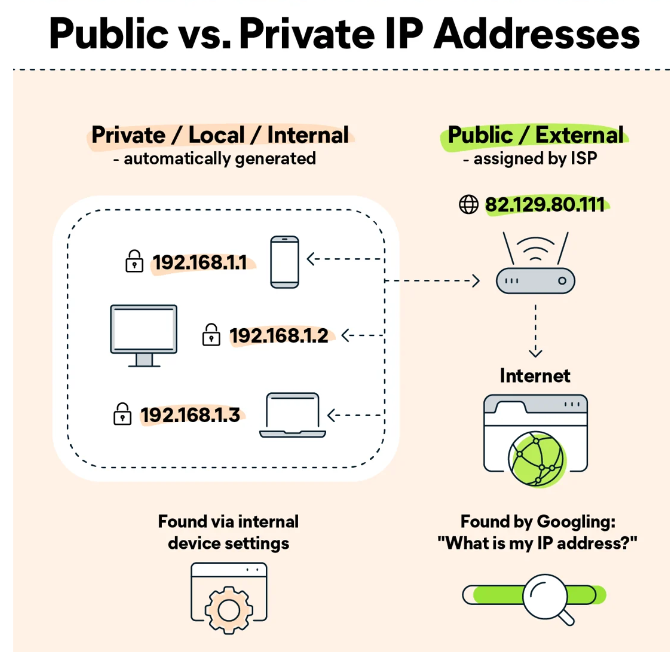 Public vs. Private IP Addresses
Private / Local / Internal
- automatically generated
Public / External
- assigned by ISP
82.129.80.111
192.168.1.1
192.168.1.2
192.168.1.3
Internet
Found via internal
device settings
Found by Googling:
"What is my IP address?"